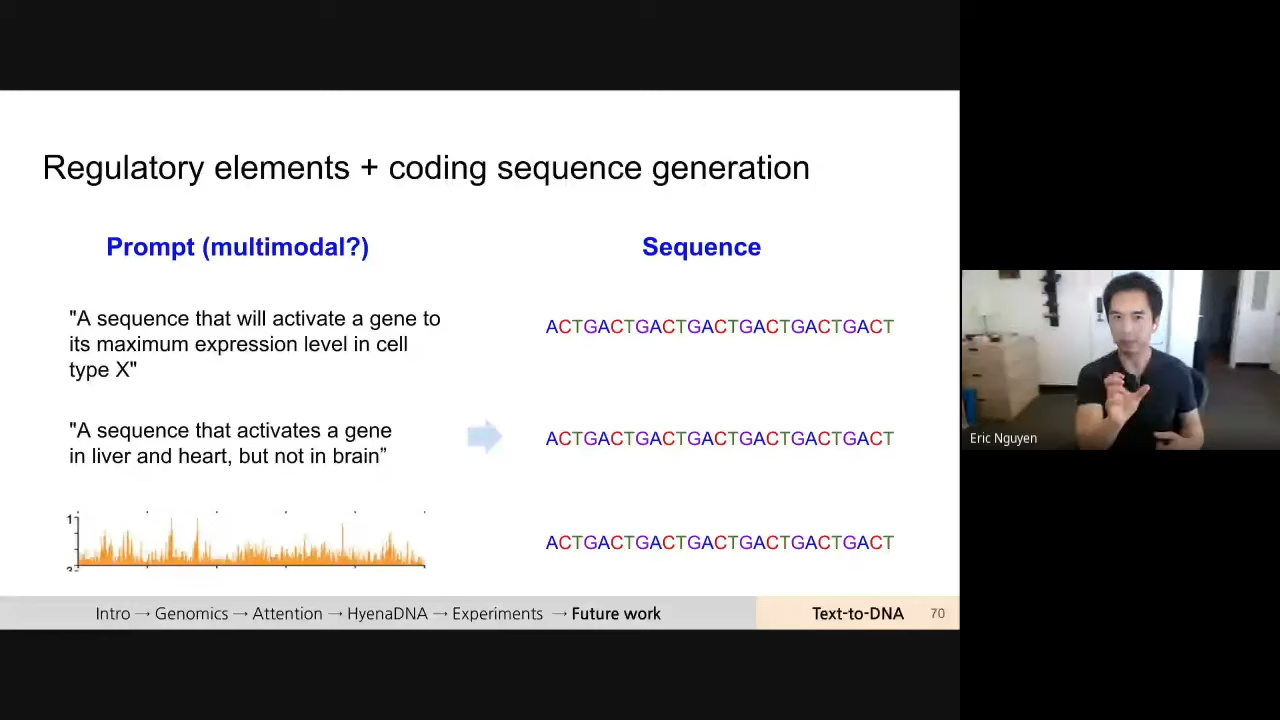 Regulatory elements + coding sequence generation
Prompt (multimodal?)
Sequence
"A sequence that will activate a gene to
its maximum expression level in cell
type X"
ACTGACTGACTGACTGACTGACTGACT
"A sequence that activates a gene
in liver and heart, but not in brain”
ACTGACTGACTGACTGACTGACTGACT
1
ACTGACTGACTGACTGACTGACTGACT
Intro → Genomics → Attention → HyenaDNA → Experiments → Future work
Text-to-DNA
70
Eric Nguyen